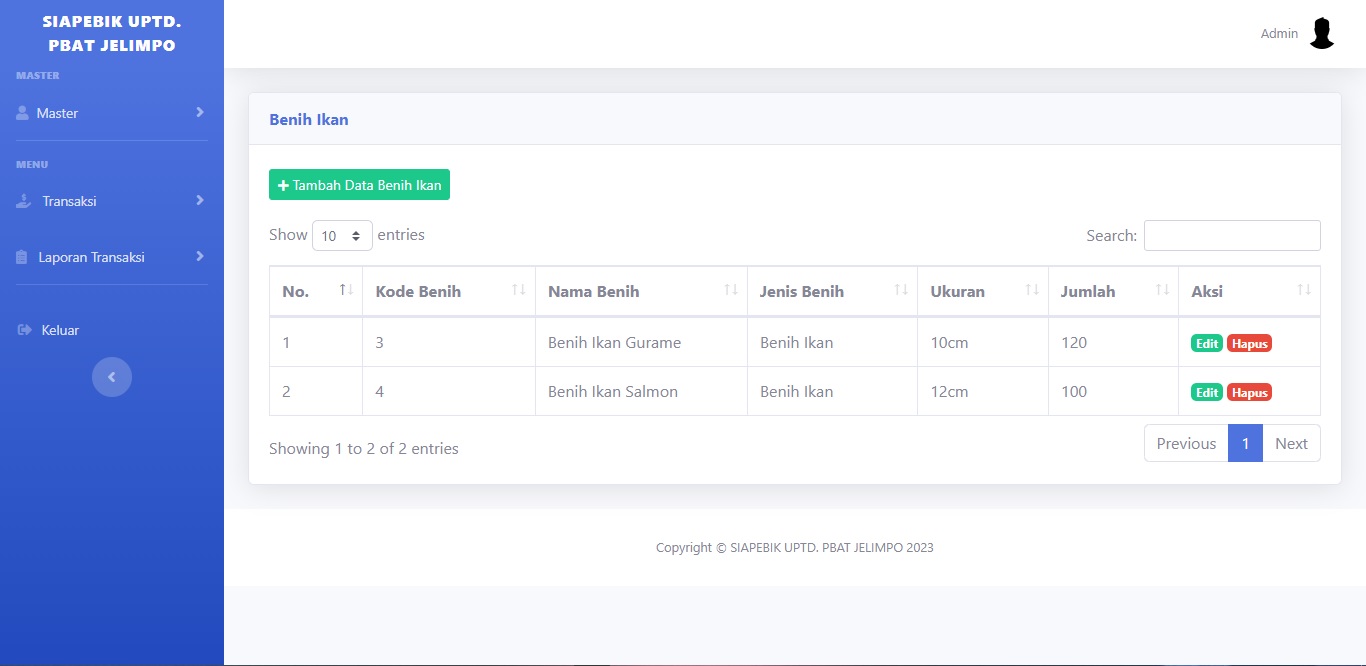 SIAPEBIK UPTD.
PBAT JELIMPO
MASTER
Master
MENU
Transaksi
Laporan Transaksi
Keluar
Admin
Benih Ikan
Tambah Data Benih Ikan
Show 10 entries
Search:
No. Kode Benih Nama Benih Jenis Benih Ukuran Jumlah Aksi
1 3 Benih Ikan Gurame Benih Ikan 10cm 120 Edit Hapus
2 4 Benih Ikan Salmon Benih Ikan 12cm 100 Edit Hapus
Showing 1 to 2 of 2 entries
Previous 1 Next
Copyright © SIAPEBIK UPTD. PBAT JELIMPO 2023